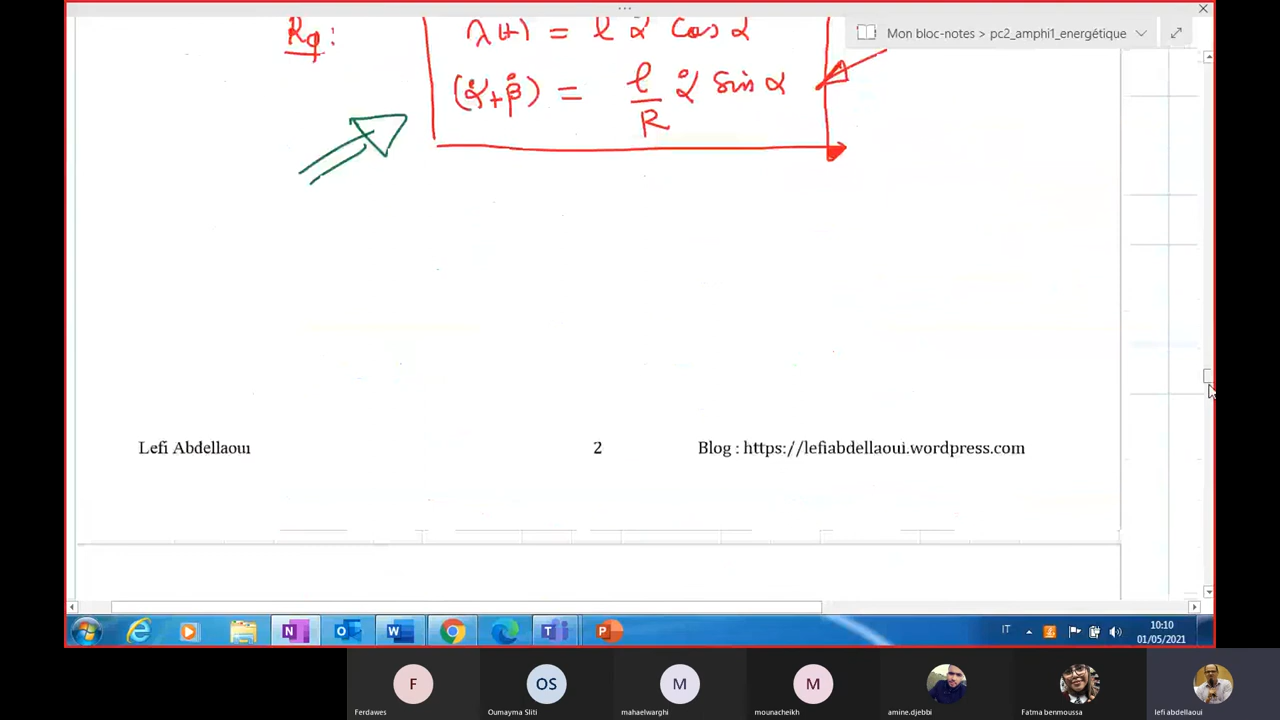 Mon bloc-notes > pc2_amphi1_energétique
Rq:
λ(t) = l α̊ cos α
(α̊+β̊) = l/R α̊ sin α
Lefi Abdellaoui
2
Blog : https://lefiabdellaoui.wordpress.com
IT
10:10
01/05/2021
F
OS
M
M
Ferdawes
Oumayma Sliti
mahaelwarghi
mounacheikh
amine.djebbi
Fatma benmoussa
lefi abdellaoui